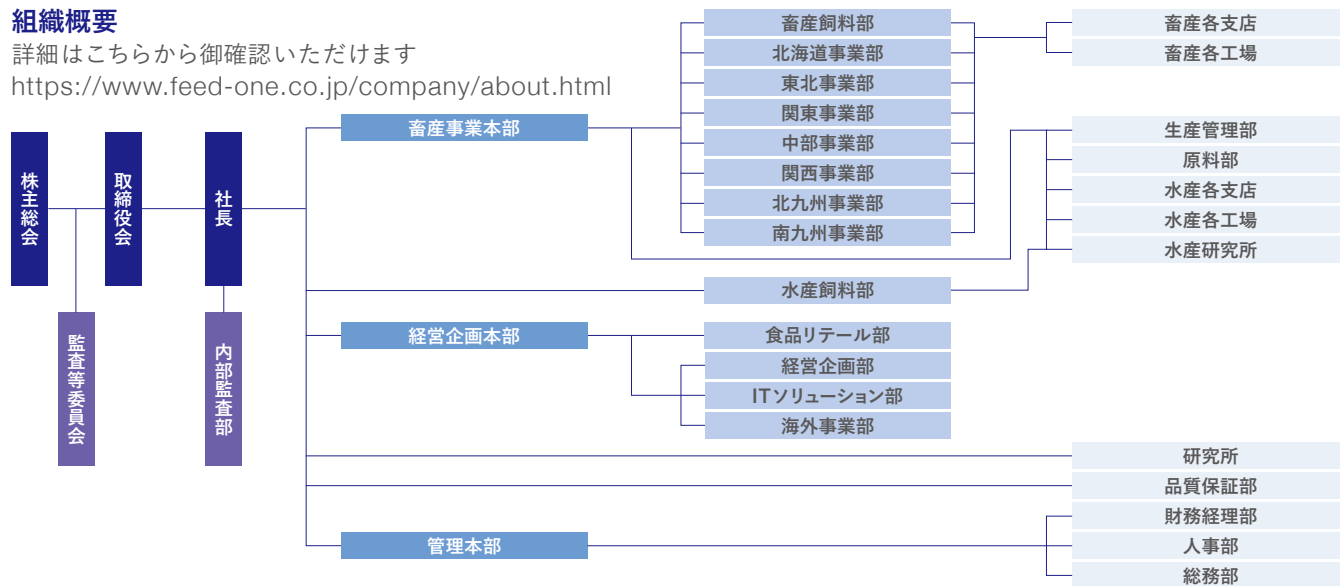 組織概要
詳細はこちらから御確認いただけます
https://www.feed-one.co.jp/company/about.html
株主総会
取締役会
社長
監査等委員会
内部監査部
畜産事業本部
経営企画本部
管理本部
畜産飼料部
北海道事業部
東北事業部
関東事業部
中部事業部
関西事業部
北九州事業部
南九州事業部
水産飼料部
食品リテール部
経営企画部
ITソリューション部
海外事業部
畜産各支店
畜産各工場
生産管理部
原料部
水産各支店
水産各工場
水産研究所
研究所
品質保証部
財務経理部
人事部
総務部